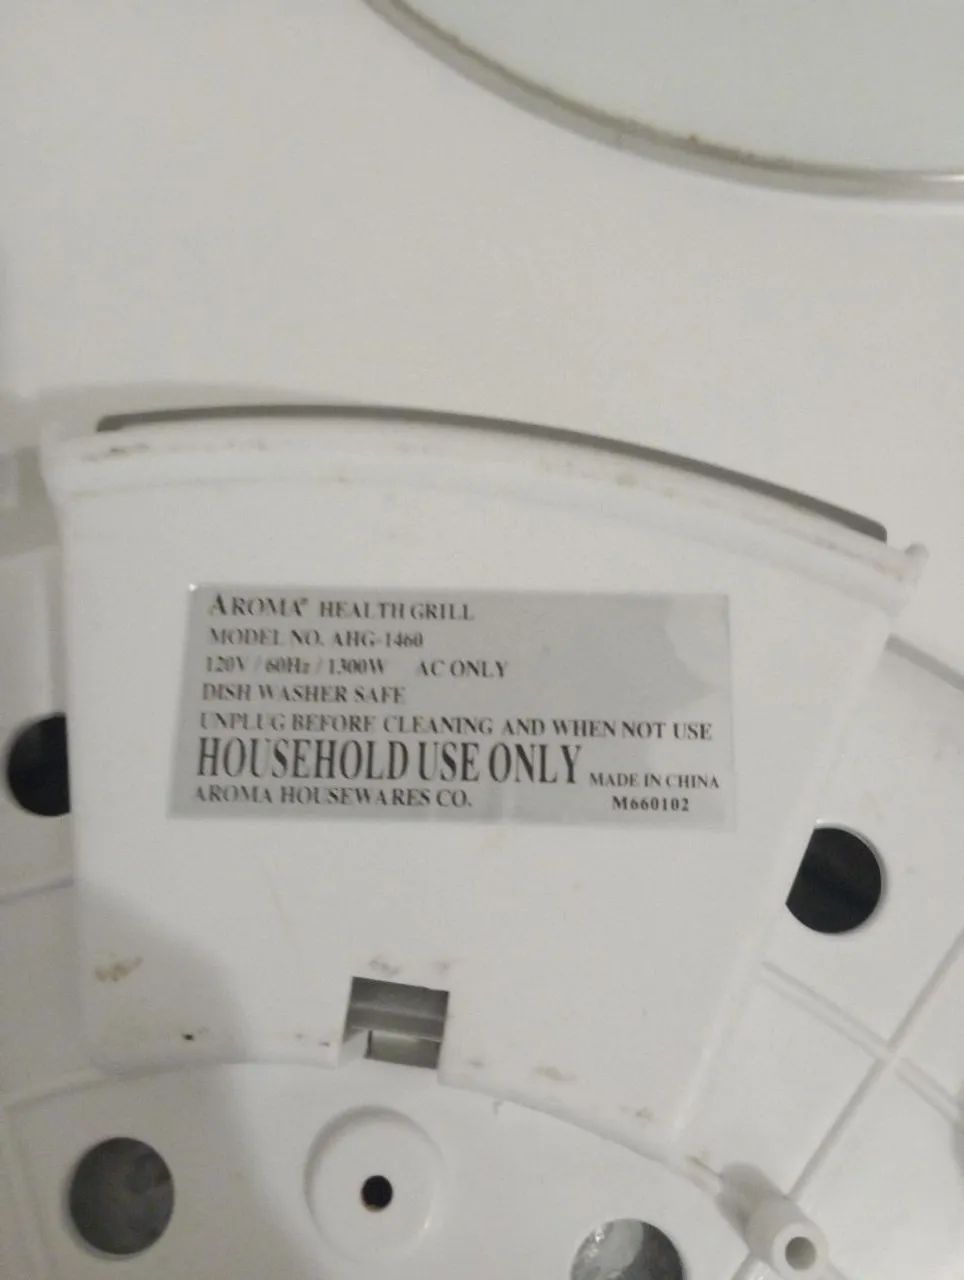 AROMA® HEALTH GRILL
MODEL NO. AHG-1460
120V / 60Hz / 1300W AC ONLY
DISH WASHER SAFE
UNPLUG BEFORE CLEANING AND WHEN NOT USE
HOUSEHOLD USE ONLY MADE IN CHINA
AROMA HOUSEWARES CO. M660102